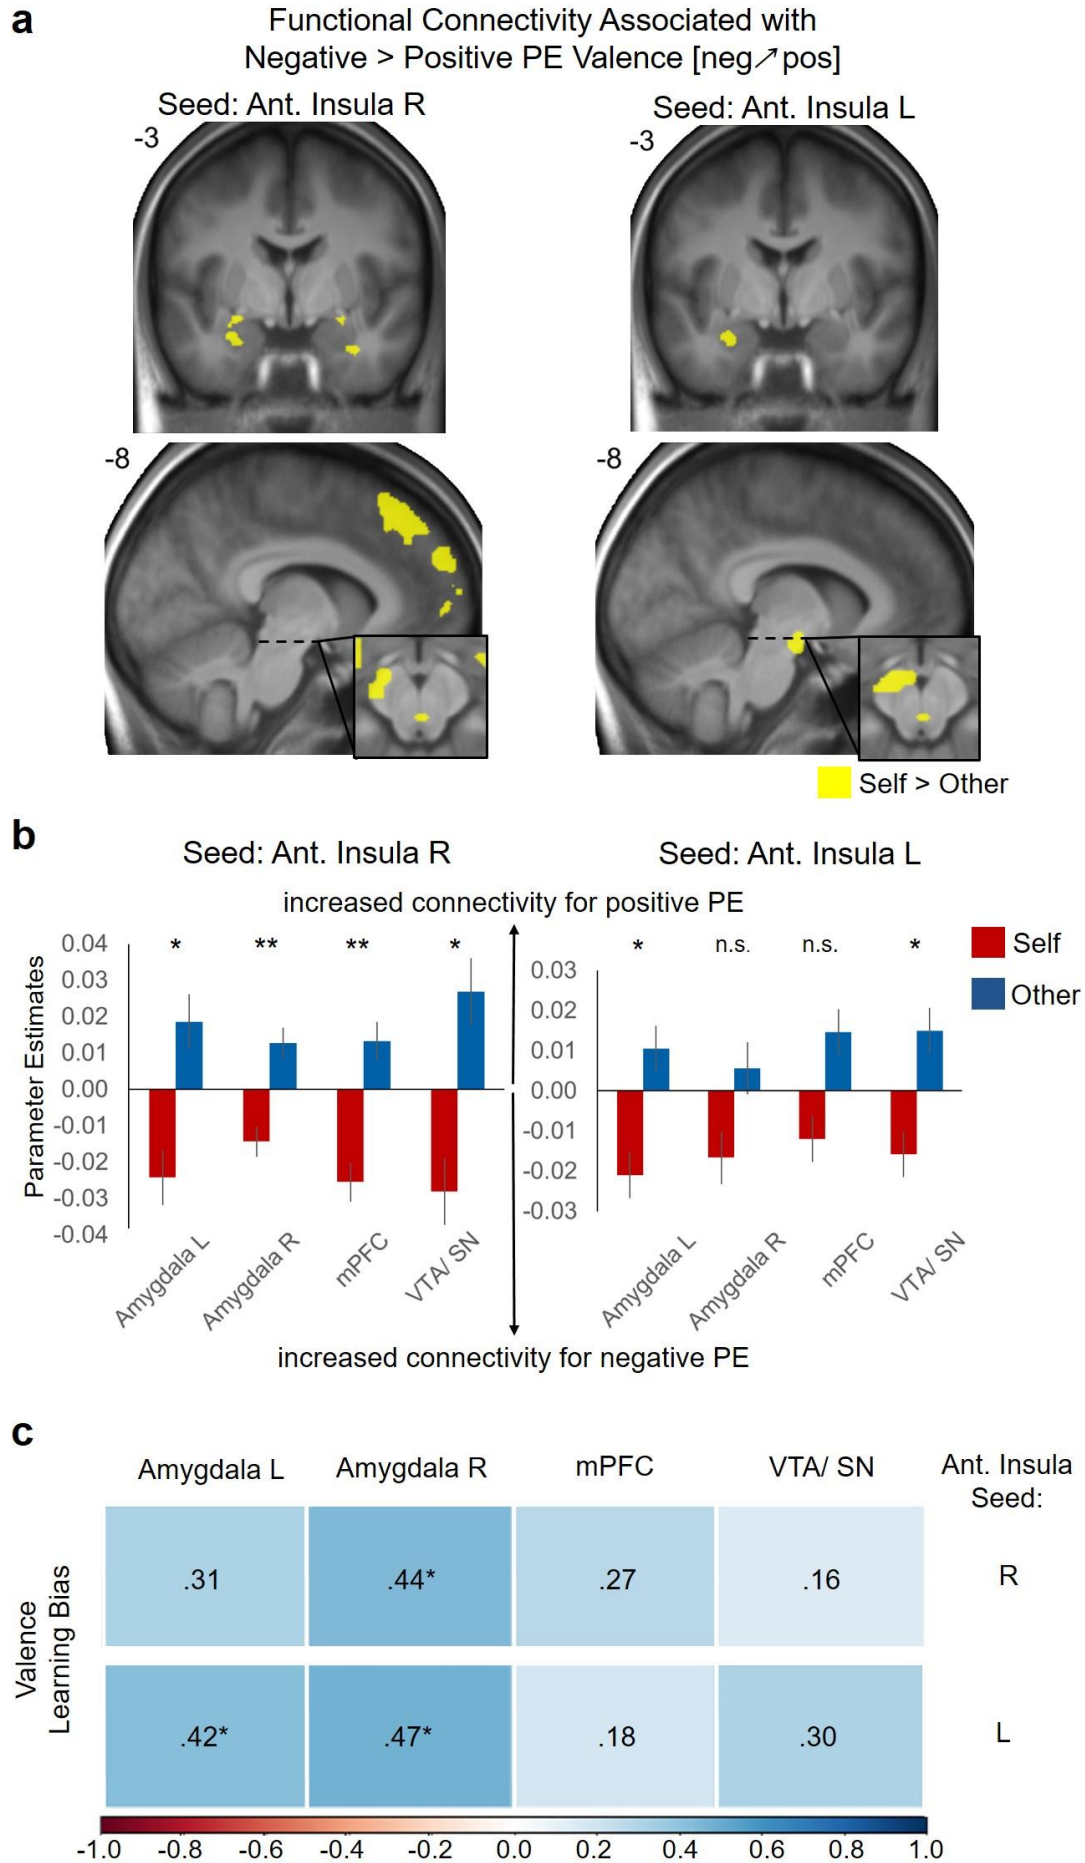 a
Functional Connectivity Associated with
Negative > Positive PE Valence [neg↗pos]
Seed: Ant. Insula R
Seed: Ant. Insula L
-3
-3
-8
-8
Self > Other
b
Seed: Ant. Insula R
Seed: Ant. Insula L
increased connectivity for positive PE
Parameter Estimates
0.04
0.03
0.02
0.01
0.00
-0.01
-0.02
-0.03
-0.04
*
**
**
*
Amygdala L
Amygdala R
mPFC
VTA/ SN
0.03
0.02
0.01
0.00
-0.01
-0.02
-0.03
*
n.s.
n.s.
*
Amygdala L
Amygdala R
mPFC
VTA/ SN
Self
Other
increased connectivity for negative PE
c
Amygdala L
Amygdala R
mPFC
VTA/ SN
Ant. Insula
Seed:
Valence
Learning Bias
.31
.44*
.27
.16
R
.42*
.47*
.18
.30
L
-1.0 -0.8 -0.6 -0.4 -0.2 0.0 0.2 0.4 0.6 0.8 1.0